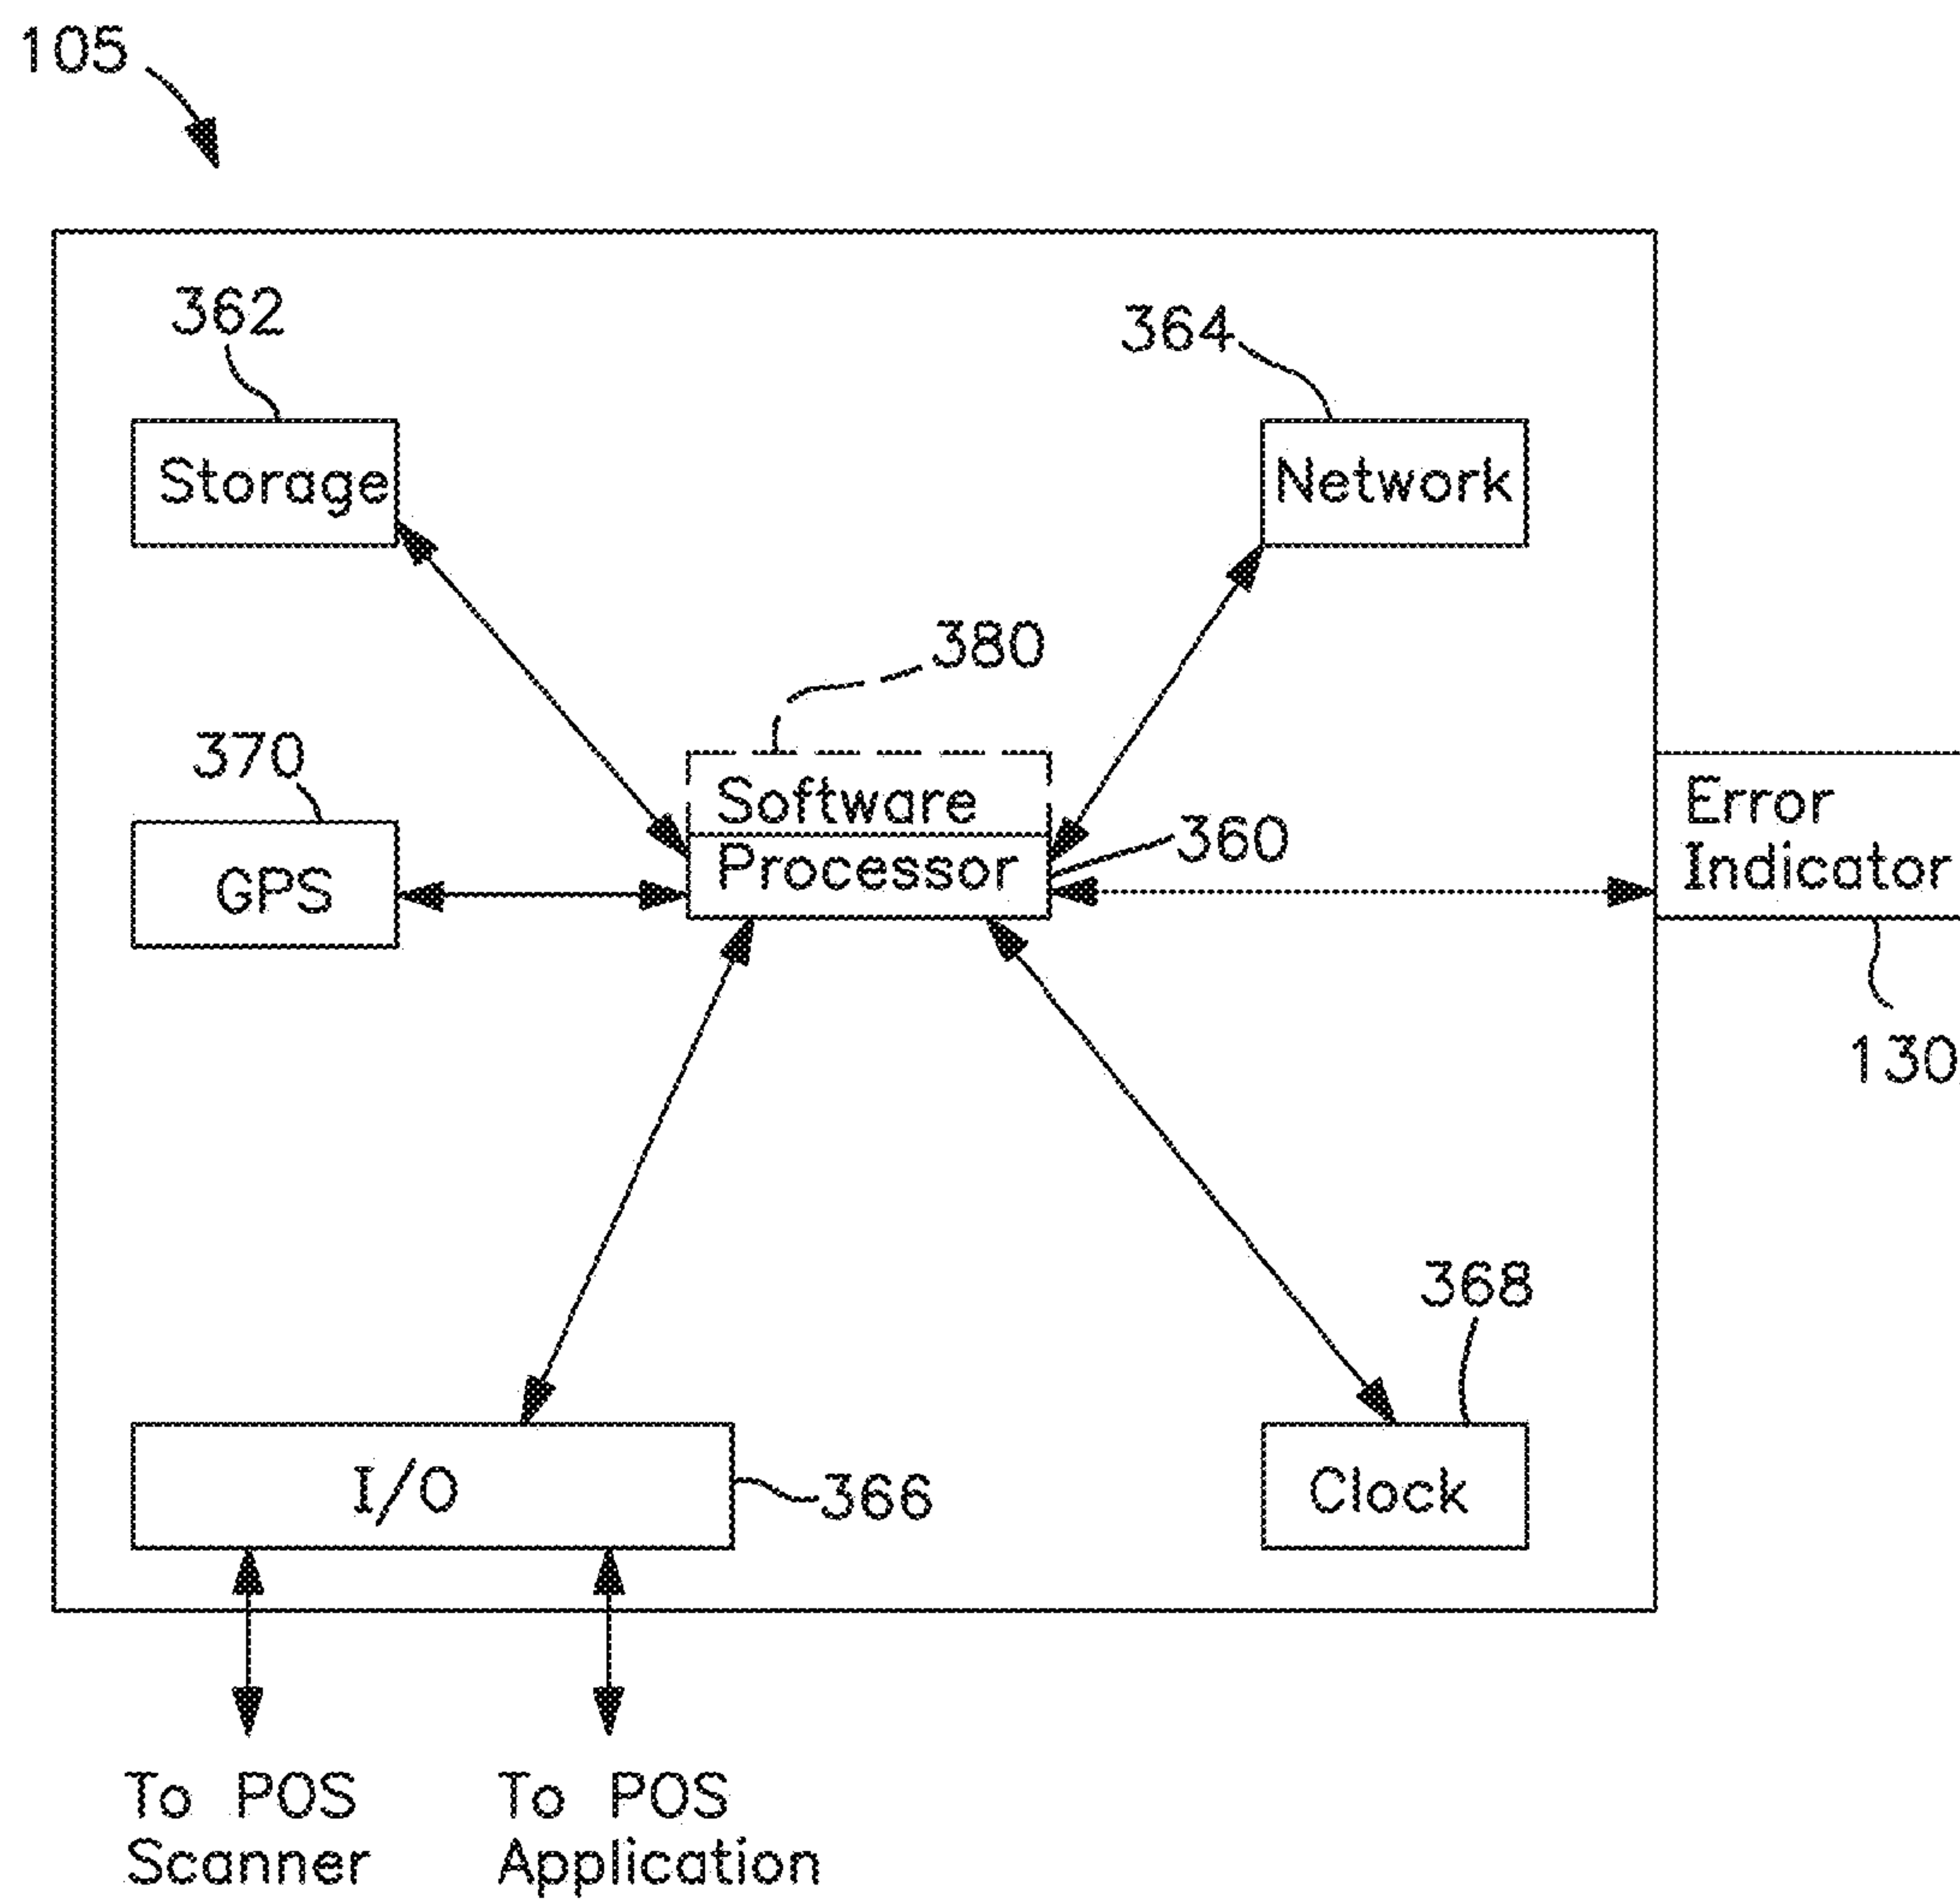 105
362
364
Storage
Network
380
370
Software
Error
360
Processor
Indicator
GPS
130
368
I/O
366
Clock
To POS
Scanner
To POS
Application